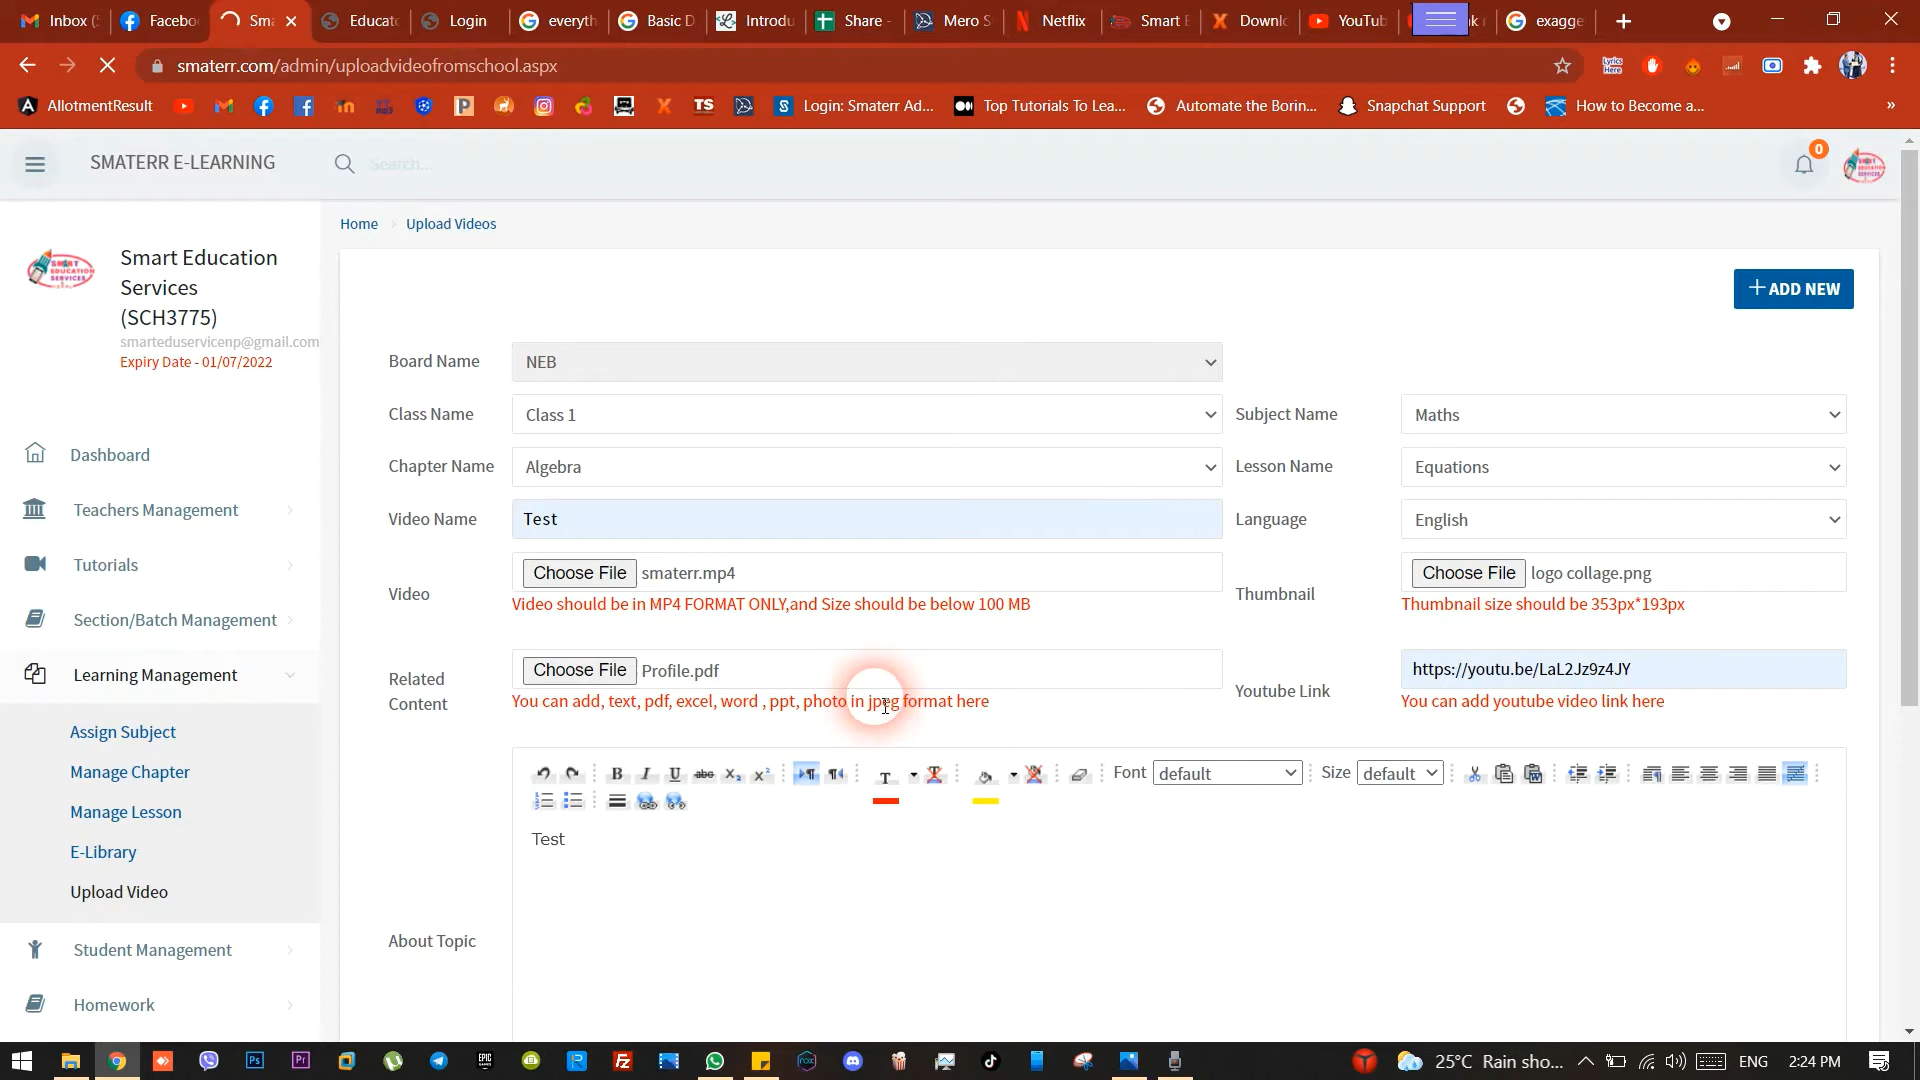 Inbox (
Facebo
Sma
Educat
Login
everyth
Basic D
Introdu
Share -
Mero S
Netflix
Smart E
Downlo
YouTub
exagge
smaterr.com/admin/uploadvideofromschool.aspx
AllotmentResult
Login: Smaterr Ad...
Top Tutorials To Lea...
Automate the Borin...
Snapchat Support
How to Become a...
SMATERR E-LEARNING
Search...
0
Home
Upload Videos
Smart Education
Services
(SCH3775)
smarteduservicenp@gmail.com
Expiry Date - 01/07/2022
+ ADD NEW
Board Name
NEB
Class Name
Class 1
Subject Name
Maths
Chapter Name
Algebra
Lesson Name
Equations
Video Name
Test
Language
English
Video
Choose File smaterr.mp4
Video should be in MP4 FORMAT ONLY,and Size should be below 100 MB
Thumbnail
Choose File logo collage.png
Thumbnail size should be 353px*193px
Related
Content
Choose File Profile.pdf
You can add, text, pdf, excel, word , ppt, photo in jpeg format here
Youtube Link
https://youtu.be/LaL2Jz9z4JY
You can add youtube video link here
Font default
Size default
Test
About Topic
Dashboard
Teachers Management
Tutorials
Section/Batch Management
Learning Management
Assign Subject
Manage Chapter
Manage Lesson
E-Library
Upload Video
Student Management
Homework
25°C Rain sho...
ENG
2:24 PM